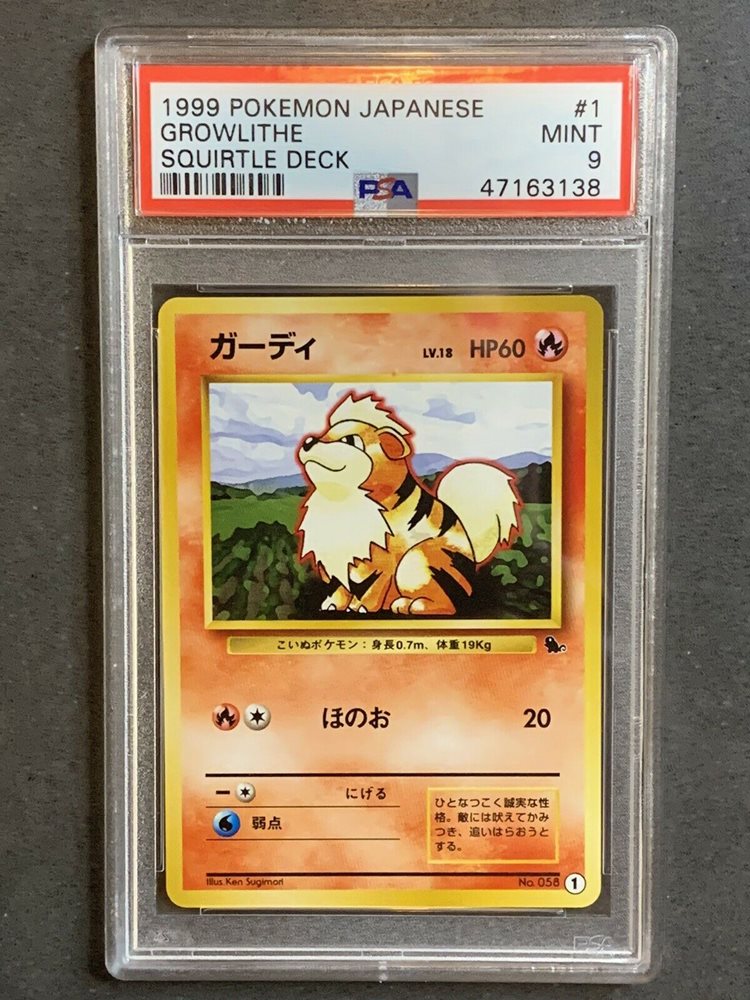 1999 POKEMON JAPANESE #1
GROWLITHE MINT
SQUIRTLE DECK 9
PSA 47163138
ガーディ LV.18 HP60
こいぬポケモン：身長0.7m、体重19Kg
ほのお 20
ー にげる
弱点
ひとなつこく誠実な性
格。敵には吠えてかみ
つき、追いはらおうと
する。
Illus. Ken Sugimori No. 058 1
PSA